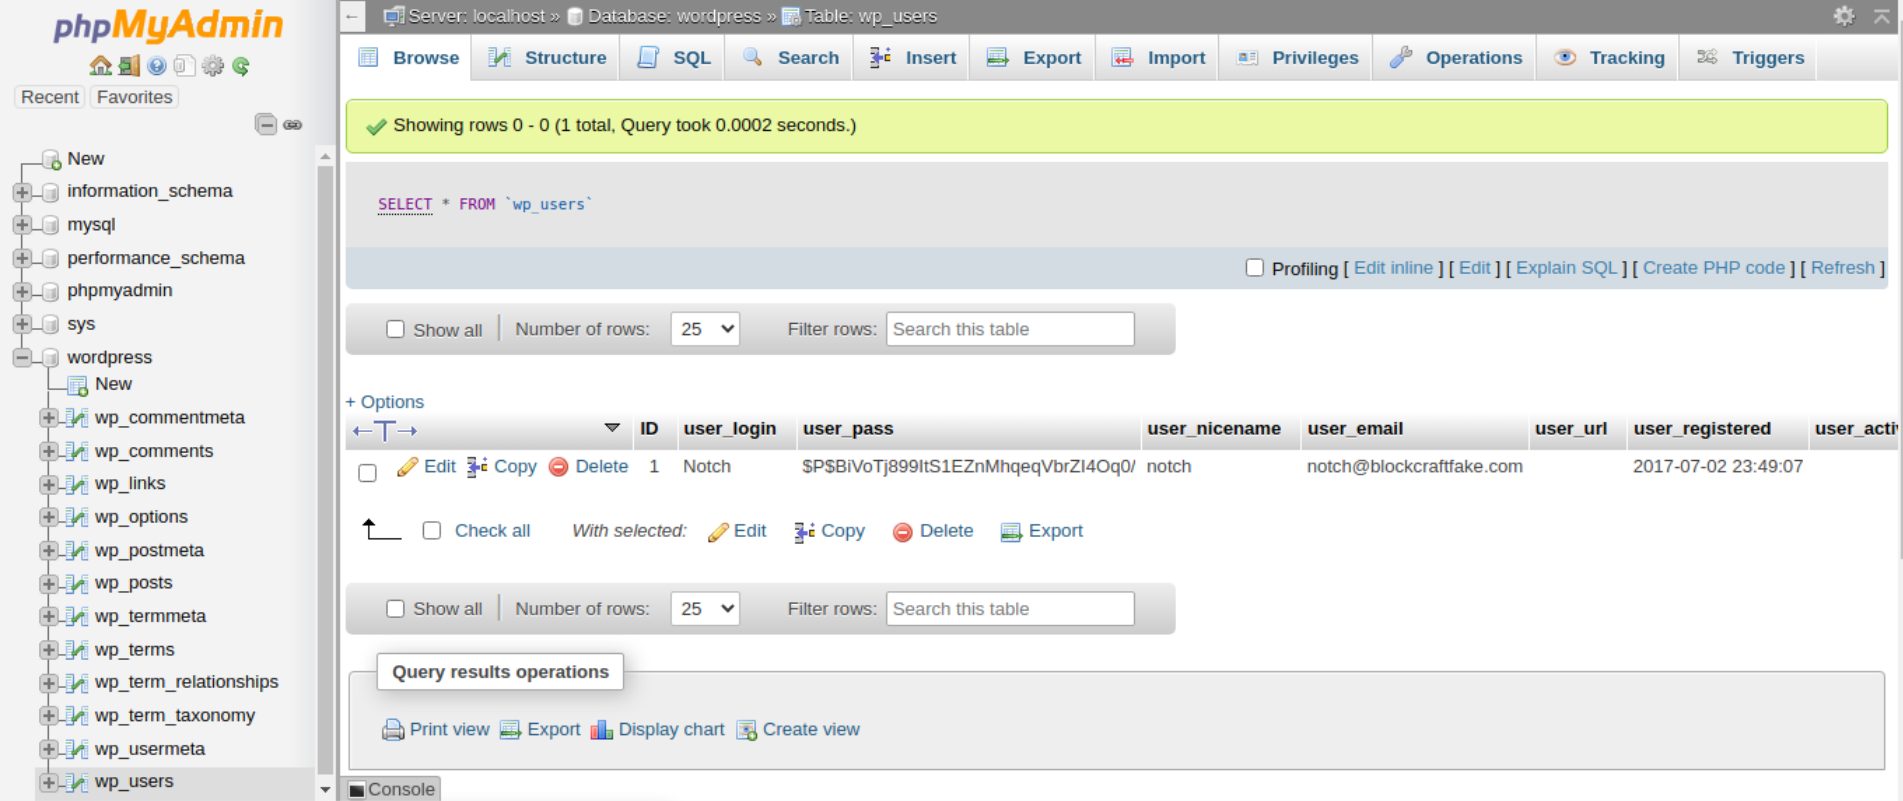 phpMyAdmin
Recent Favorites
New
information_schema
mysql
performance_schema
phpmyadmin
sys
wordpress
New
wp_commentmeta
wp_comments
wp_links
wp_options
wp_postmeta
wp_posts
wp_termmeta
wp_terms
wp_term_relationships
wp_term_taxonomy
wp_usermeta
wp_users
Server: localhost » Database: wordpress » Table: wp_users
Browse Structure SQL Search Insert Export Import Privileges Operations Tracking Triggers
Showing rows 0 - 0 (1 total, Query took 0.0002 seconds.)
SELECT * FROM `wp_users`
Profiling [ Edit inline ] [ Edit ] [ Explain SQL ] [ Create PHP code ] [ Refresh ]
Show all Number of rows: 25 Filter rows: Search this table
+ Options
←T→ ID user_login user_pass user_nicename user_email user_url user_registered user_activ
Edit Copy Delete 1 Notch $P$BiVoTj899ItS1EZnMhqeqVbrZI4Oq0/ notch notch@blockcraftfake.com 2017-07-02 23:49:07
Check all With selected: Edit Copy Delete Export
Show all Number of rows: 25 Filter rows: Search this table
Query results operations
Print view Export Display chart Create view
Console